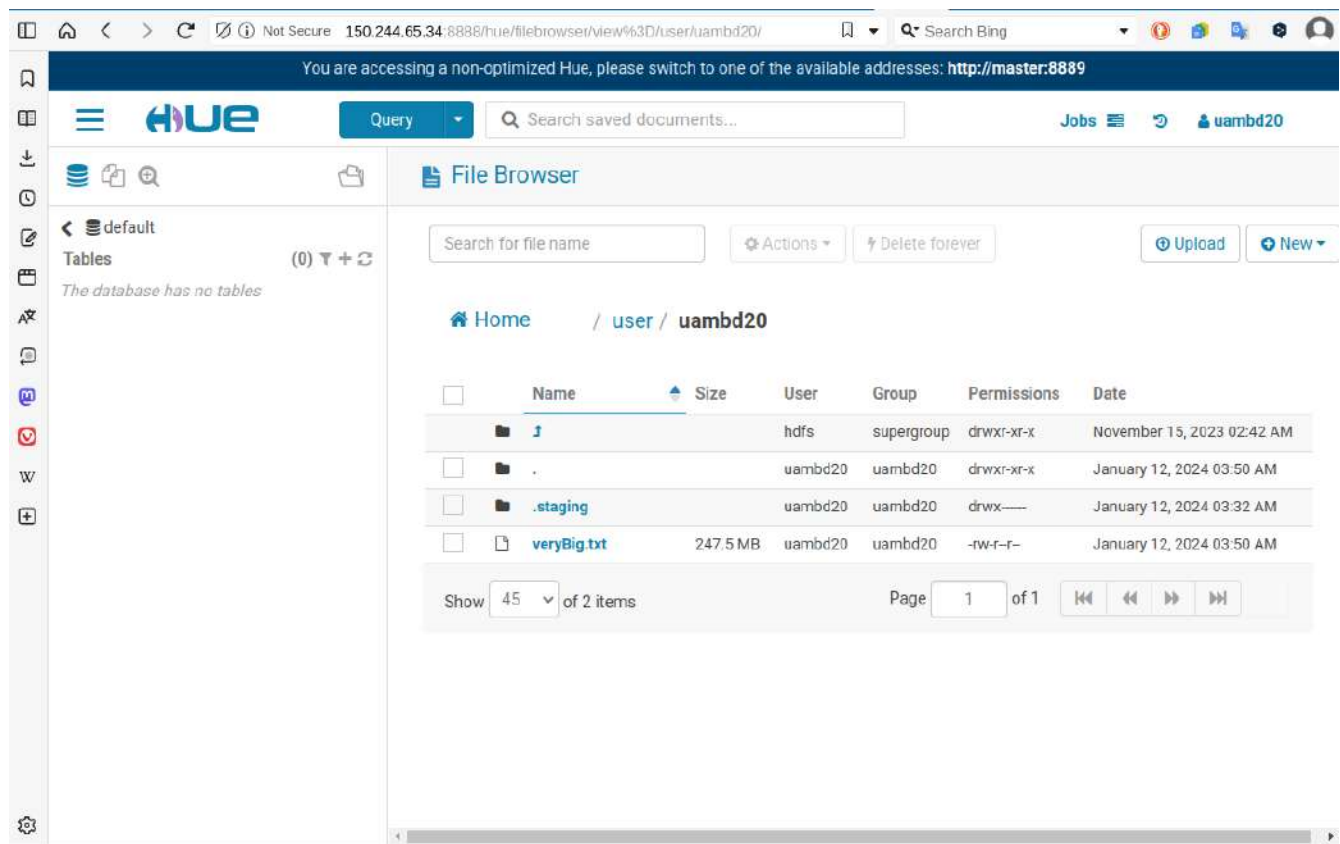 Not Secure 150.244.65.34:8888/hue/filebrowser/view%3D/user/uambd20/ Search Bing
You are accessing a non-optimized Hue, please switch to one of the available addresses: http://master:8889
HUE Query Search saved documents... Jobs uambd20
File Browser
default
Tables (0)
The database has no tables
Search for file name Actions Delete forever Upload New
Home / user / uambd20
Name Size User Group Permissions Date
hdfs supergroup drwxr-xr-x November 15, 2023 02:42 AM
. uambd20 uambd20 drwxr-xr-x January 12, 2024 03:50 AM
.staging uambd20 uambd20 drwx------ January 12, 2024 03:32 AM
veryBig.txt 247.5 MB uambd20 uambd20 -rw-r--r-- January 12, 2024 03:50 AM
Show 45 of 2 items Page 1 of 1
W